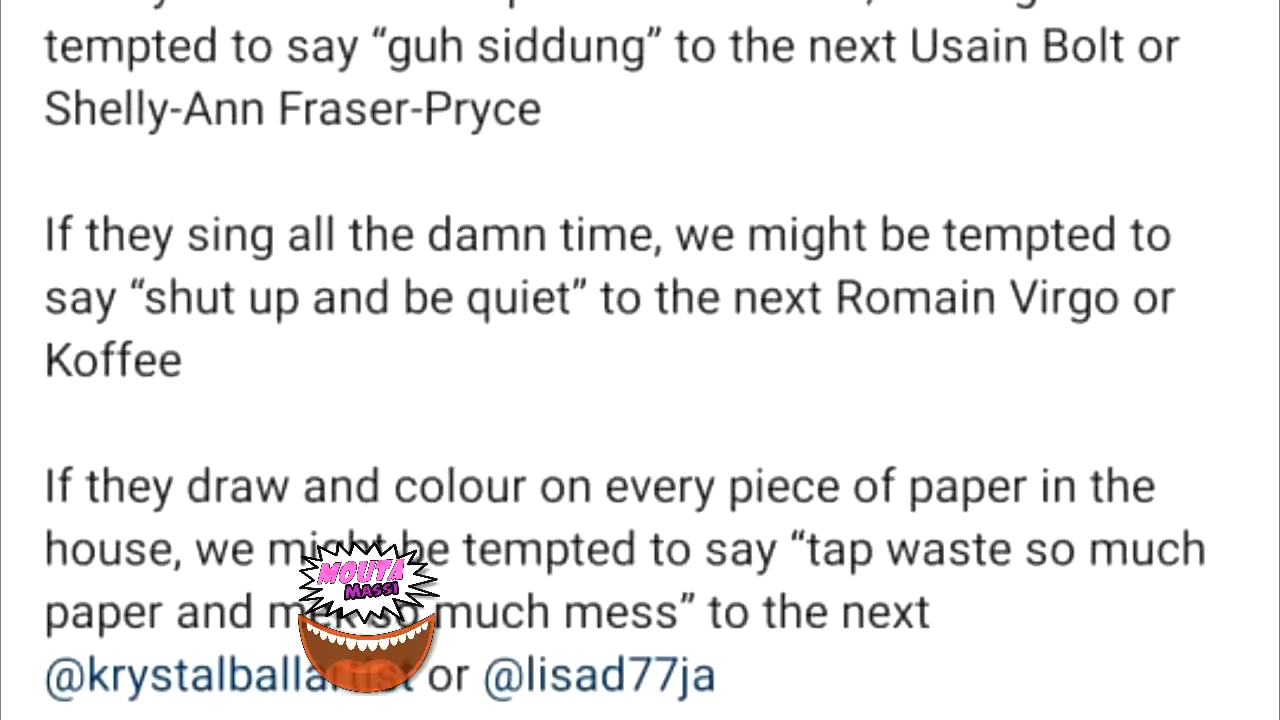 tempted to say “guh siddung” to the next Usain Bolt or
Shelly-Ann Fraser-Pryce
If they sing all the damn time, we might be tempted to
say “shut up and be quiet” to the next Romain Virgo or
Koffee
If they draw and colour on every piece of paper in the
house, we might be tempted to say “tap waste so much
paper and mek so much mess” to the next
@krystalballartist or @lisad77ja
MOUTA
MASSI